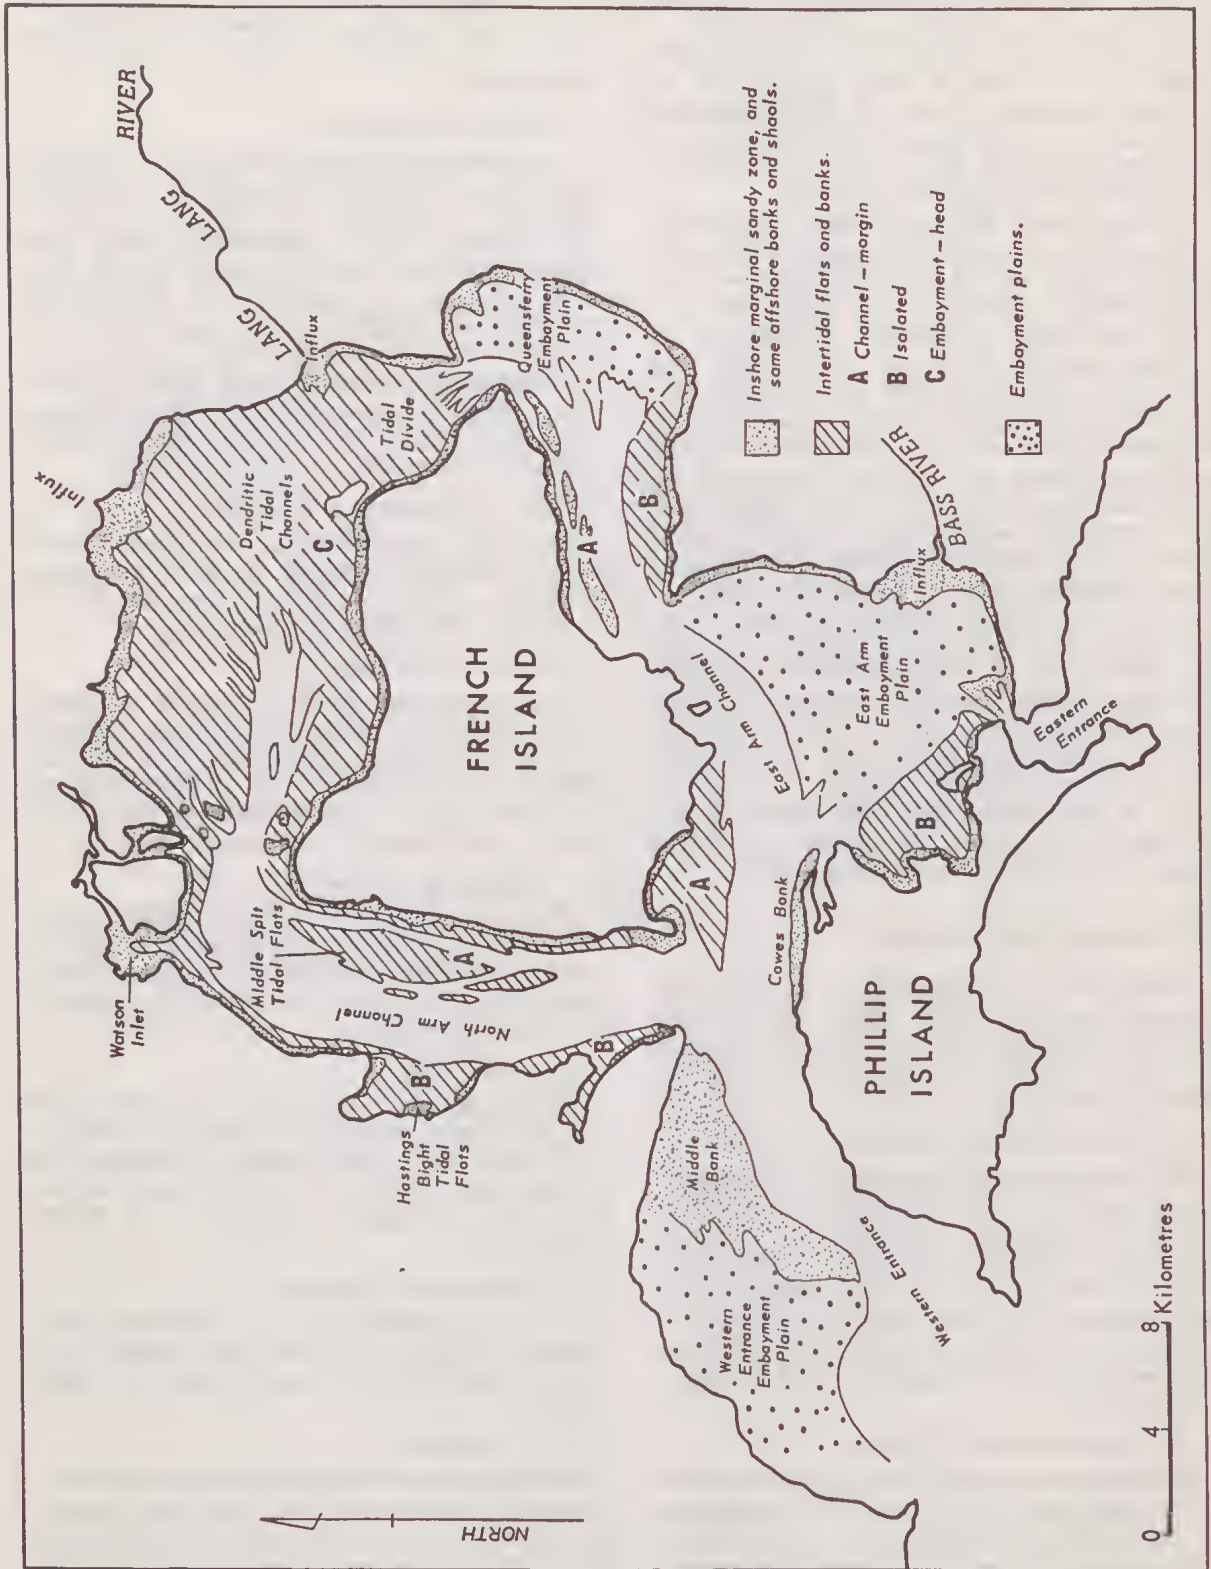 RIVER
LANG
LANG
Influx
Influx
Watson
Inlet
Dendritic
Tidal
Channels
C
Tidal
Divide
Queensferry
Embayment
Plain
Middle Spit
Tidal Flats
A
North Arm Channel
B
Hastings
Bight
Tidal
Flats
B
FRENCH
ISLAND
A
B
A
East Arm Channel
East Arm
Embayment
Plain
Influx
BASS RIVER
B
Eastern
Entrance
Cowes Bank
PHILLIP
ISLAND
Middle
Bank
Western
Entrance
Embayment
Plain
Western Entrance
Inshore marginal sandy zone, and
some offshore banks and shoals.
Intertidal flats and banks.
A Channel – margin
B Isolated
C Embayment – head
Embayment plains.
NORTH
0 4 8 Kilometres